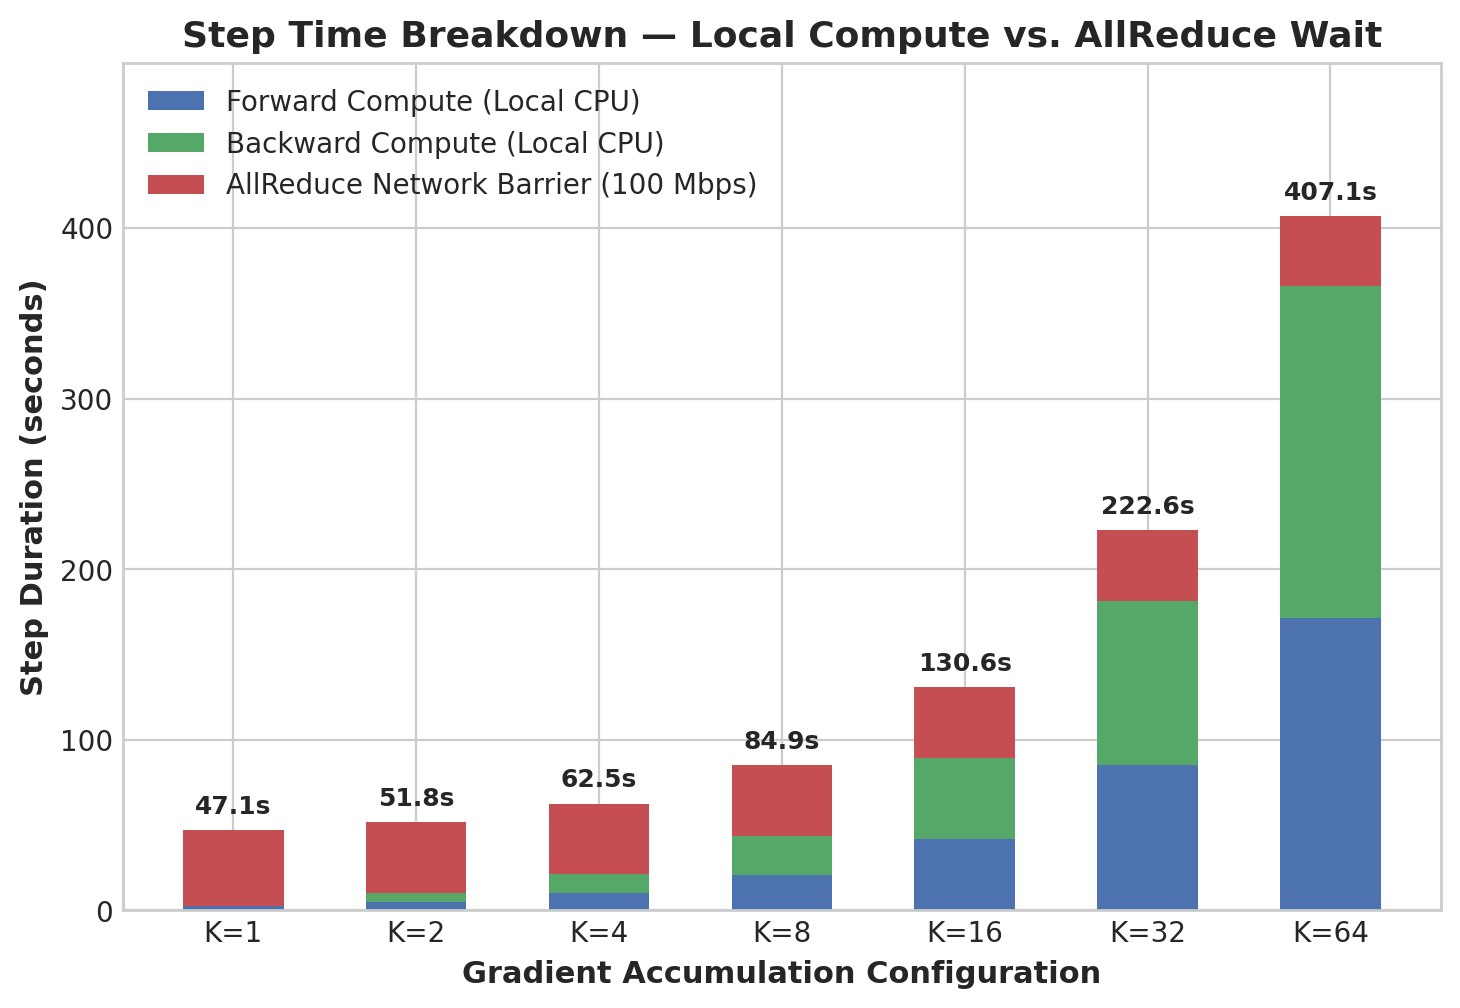 Step Time Breakdown — Local Compute vs. AllReduce Wait
Forward Compute (Local CPU)
Backward Compute (Local CPU)
AllReduce Network Barrier (100 Mbps)
Step Duration (seconds)
400
300
200
100
0
47.1s
51.8s
62.5s
84.9s
130.6s
222.6s
407.1s
K=1
K=2
K=4
K=8
K=16
K=32
K=64
Gradient Accumulation Configuration